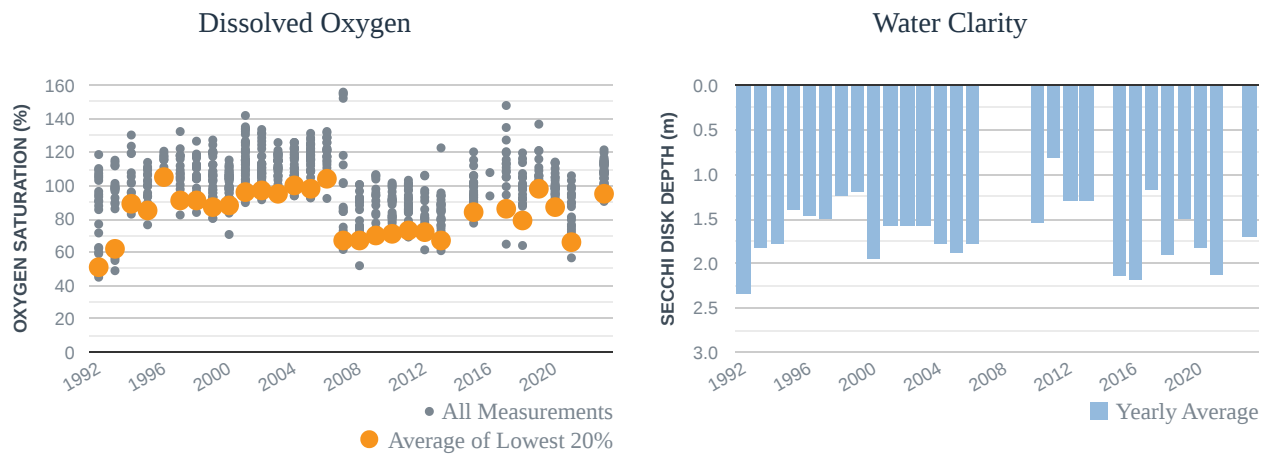 Dissolved Oxygen
OXYGEN SATURATION (%)
160
140
120
100
80
60
40
20
0
1992 1996 2000 2004 2008 2012 2016 2020
All Measurements
Average of Lowest 20%
Water Clarity
SECCHI DISK DEPTH (m)
0.0
0.5
1.0
1.5
2.0
2.5
3.0
1992 1996 2000 2004 2008 2012 2016 2020
Yearly Average